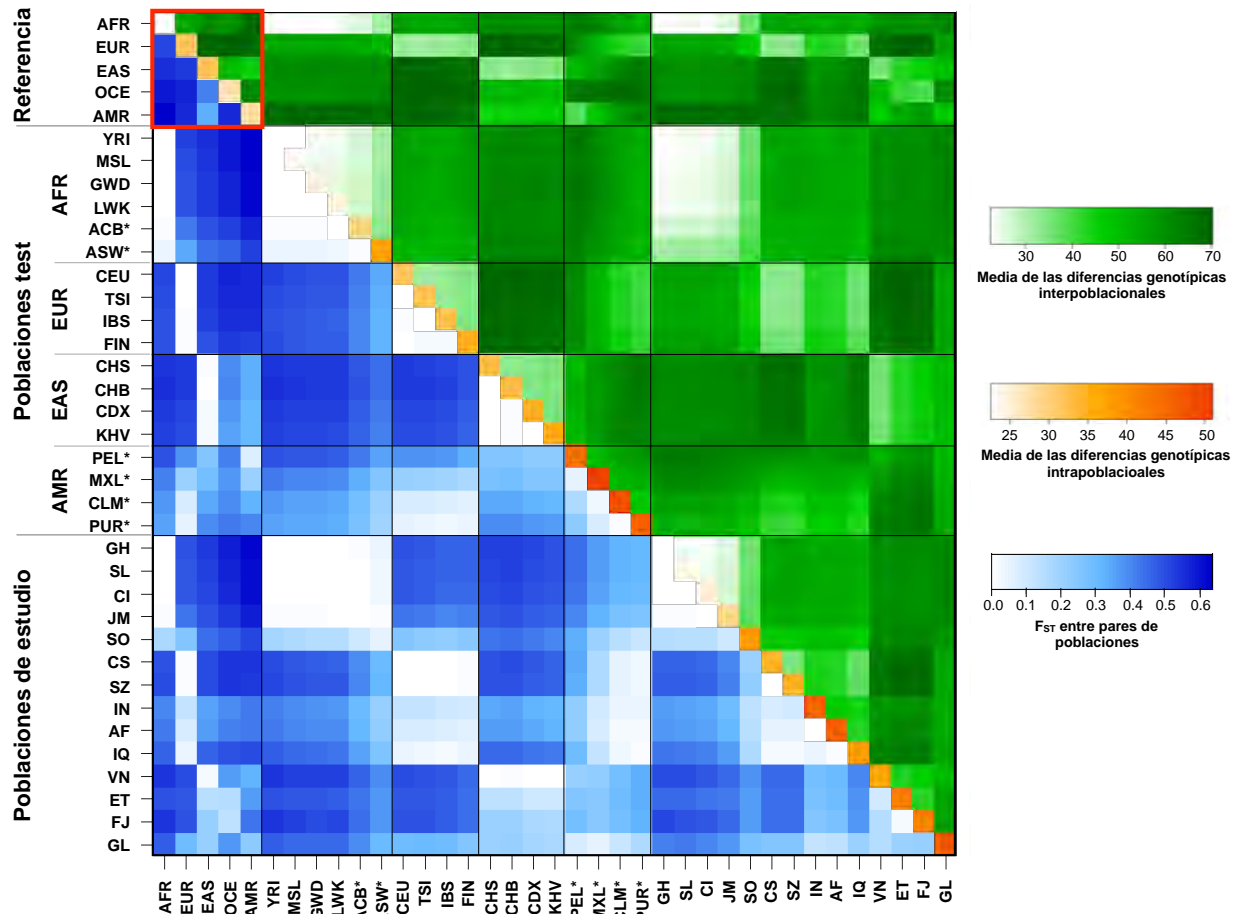 Referencia
AFR
EUR
EAS
OCE
AMR
Poblaciones test
AFR
YRI
MSL
GWD
LWK
ACB*
ASW*
EUR
CEU
TSI
IBS
FIN
EAS
CHS
CHB
CDX
KHV
AMR
PEL*
MXL*
CLM*
PUR*
Poblaciones de estudio
GH
SL
CI
JM
SO
CS
SZ
IN
AF
IQ
VN
ET
FJ
GL
AFR EUR EAS OCE AMR YRI MSL GWD LWK ACB* ASW* CEU TSI IBS FIN CHS CHB CDX KHV PEL* MXL* CLM* PUR* GH SL CI JM SO CS SZ IN AF IQ VN ET FJ GL
30 40 50 60 70
Media de las diferencias genotípicas
interpoblacionales
25 30 35 40 45 50
Media de las diferencias genotípicas
intrapoblacioales
0.0 0.1 0.2 0.3 0.4 0.5 0.6
FST entre pares de
poblaciones